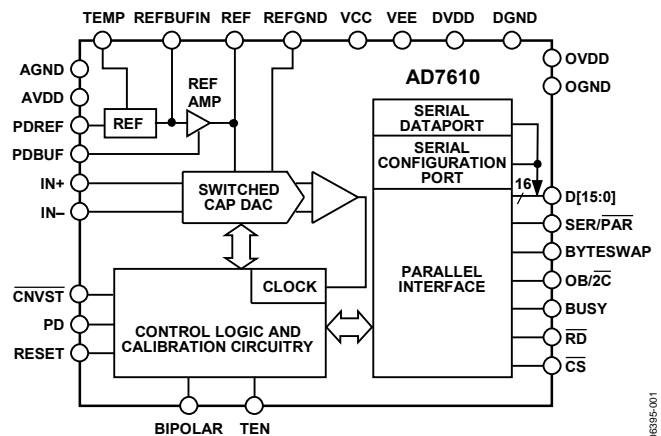 TEMP REFBUFIN REF REFGND VCC VEE DVDD DGND
AGND
AVDD
PDREF
PDBUF
IN+
IN–
CNVST
PD
RESET
REF
REF
AMP
SWITCHED
CAP DAC
CLOCK
CONTROL LOGIC AND
CALIBRATION CIRCUITRY
AD7610
SERIAL
DATAPORT
SERIAL
CONFIGURATION
PORT
16
PARALLEL
INTERFACE
OVDD
OGND
D[15:0]
SER/PAR
BYTESWAP
OB/2C
BUSY
RD
CS
BIPOLAR TEN
06395-001